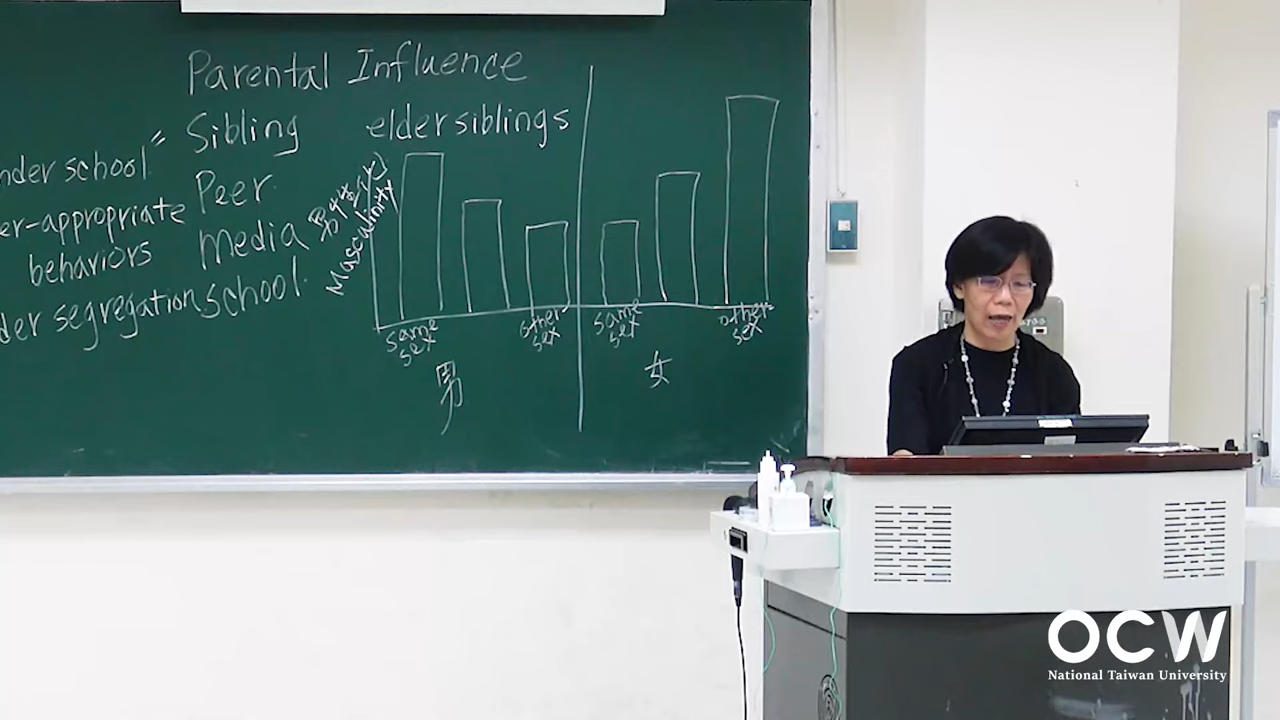 Parental Influence
Sibling elder siblings
nder school"
Peer
er-appropriate
behaviors
media
der segregation school
男性化
Masculinity
same sex
other sex
same sex
other sex
男
女
OCW
National Taiwan University